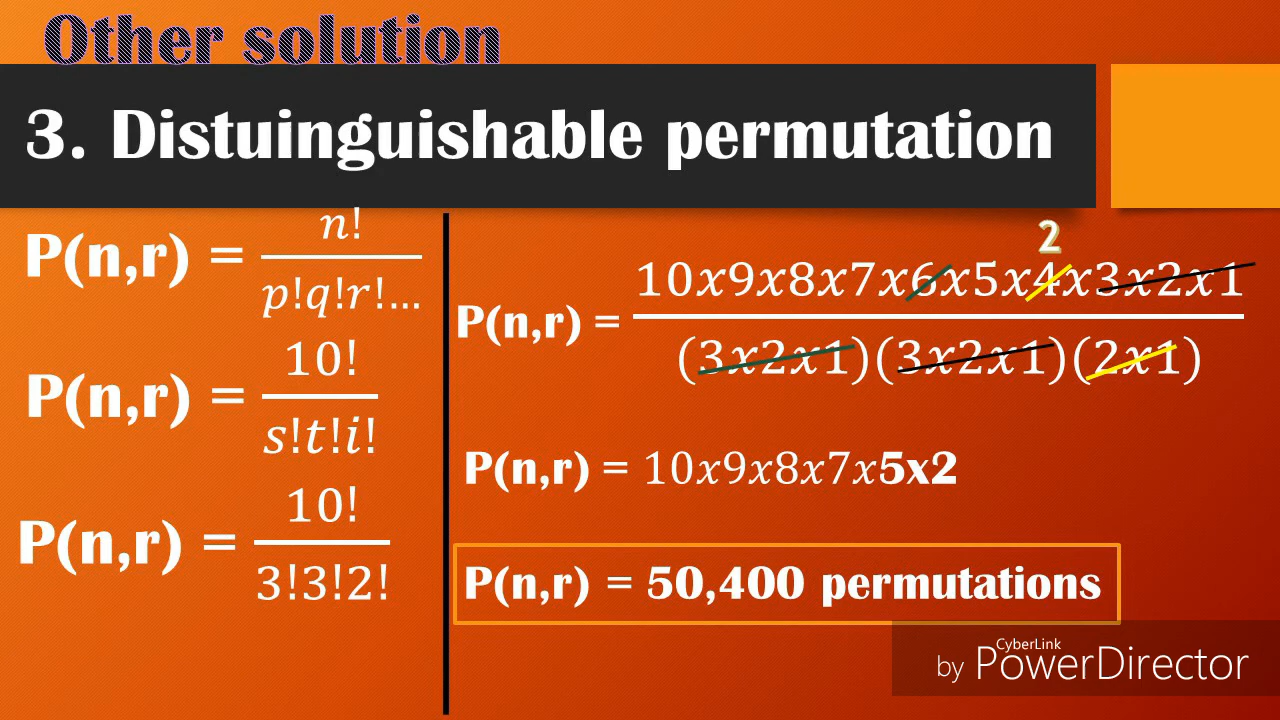 Other solution
3. Distuinguishable permutation
P(n,r) = n!
p!q!r!...
P(n,r) = 10!
s!t!i!
P(n,r) = 10!
3!3!2!
2
P(n,r) = 10x9x8x7x6x5x4x3x2x1
(3x2x1)(3x2x1)(2x1)
P(n,r) = 10x9x8x7x5x2
P(n,r) = 50,400 permutations
CyberLink
by PowerDirector